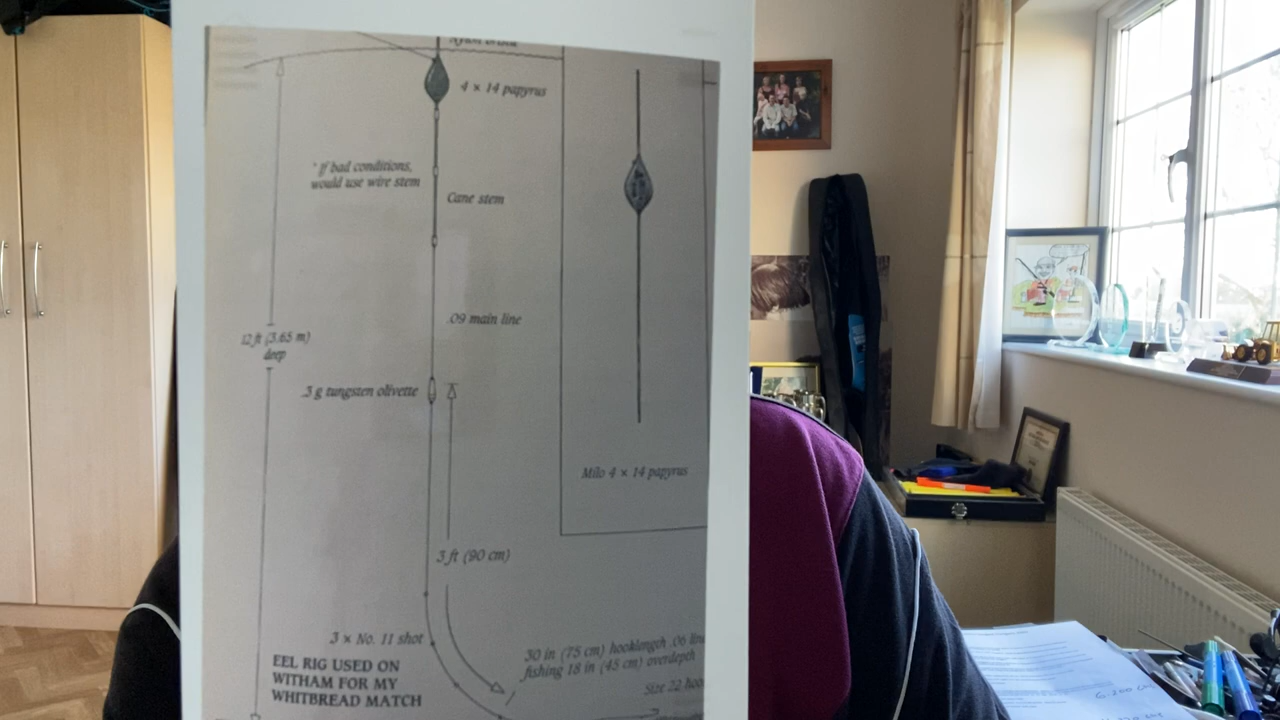 4 × 14 papyrus
* If bad conditions,
would use wire stem
Cane stem
.09 main line
12 ft (3.65 m)
deep
.3 g tungsten olivette
Milo 4 × 14 papyrus
3 ft (90 cm)
3 × No. 11 shot
30 in (75 cm) hooklength .06 line
fishing 18 in (45 cm) overdepth
Size 22
EEL RIG USED ON
WITHAM FOR MY
WHITBREAD MATCH